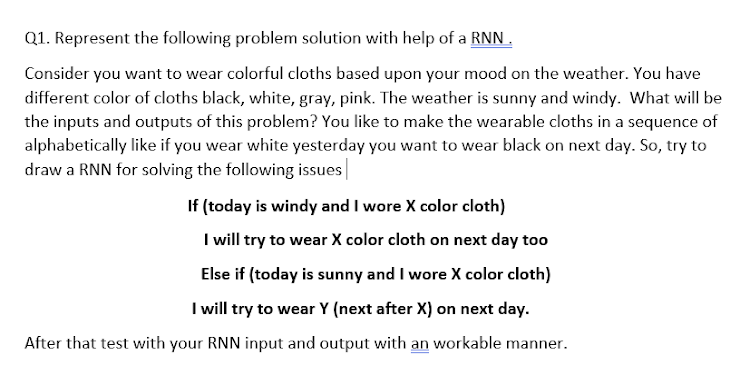 Q1. Represent the following problem solution with help of a RNN .
Consider you want to wear colorful cloths based upon your mood on the weather. You have
different color of cloths black, white, gray, pink. The weather is sunny and windy. What will be
the inputs and outputs of this problem? You like to make the wearable cloths in a sequence of
alphabetically like if you wear white yesterday you want to wear black on next day. So, try to
draw a RNN for solving the following issues
If (today is windy and I wore X color cloth)
I will try to wear X color cloth on next day too
Else if (today is sunny and I wore X color cloth)
I will try to wear Y (next after X) on next day.
After that test with your RNN input and output with an workable manner.